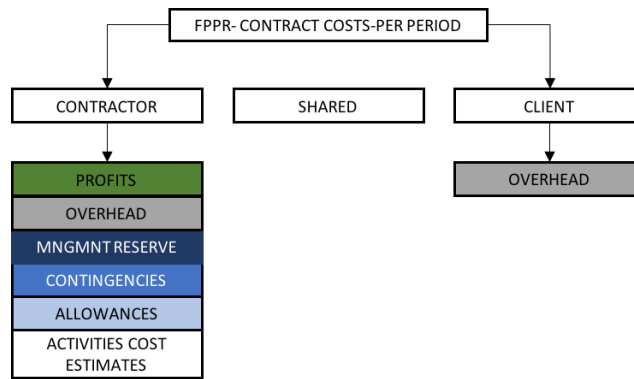 FPPR- CONTRACT COSTS-PER PERIOD
CONTRACTOR
SHARED
CLIENT
PROFITS
OVERHEAD
OVERHEAD
MNGMNT RESERVE
CONTINGENCIES
ALLOWANCES
ACTIVITIES COST
ESTIMATES